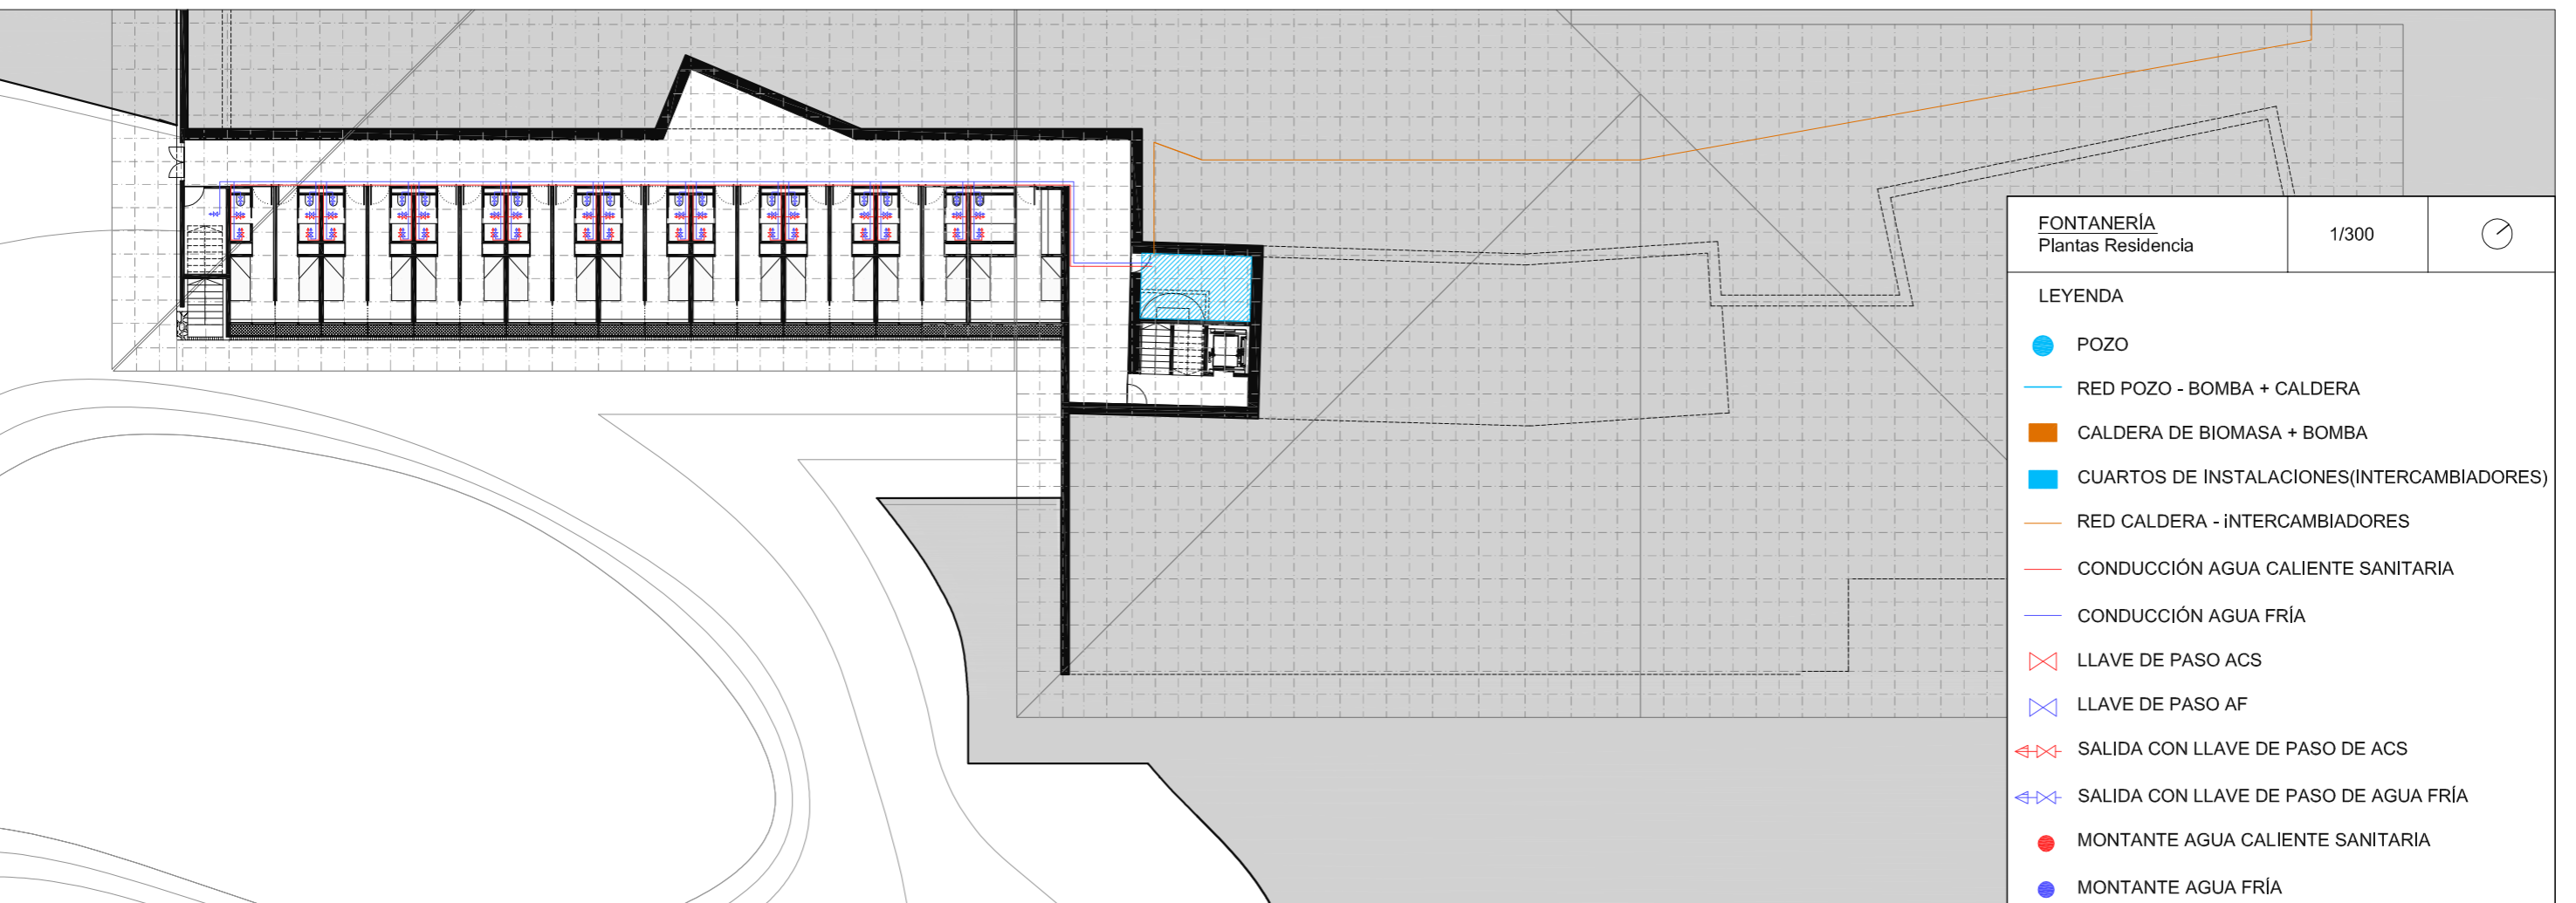 FONTANERÍA
Plantas Residencia
1/300
LEYENDA
POZO
RED POZO - BOMBA + CALDERA
CALDERA DE BIOMASA + BOMBA
CUARTOS DE INSTALACIONES(INTERCAMBIADORES)
RED CALDERA - INTERCAMBIADORES
CONDUCCIÓN AGUA CALIENTE SANITARIA
CONDUCCIÓN AGUA FRÍA
LLAVE DE PASO ACS
LLAVE DE PASO AF
SALIDA CON LLAVE DE PASO DE ACS
SALIDA CON LLAVE DE PASO DE AGUA FRÍA
MONTANTE AGUA CALIENTE SANITARIA
MONTANTE AGUA FRÍA